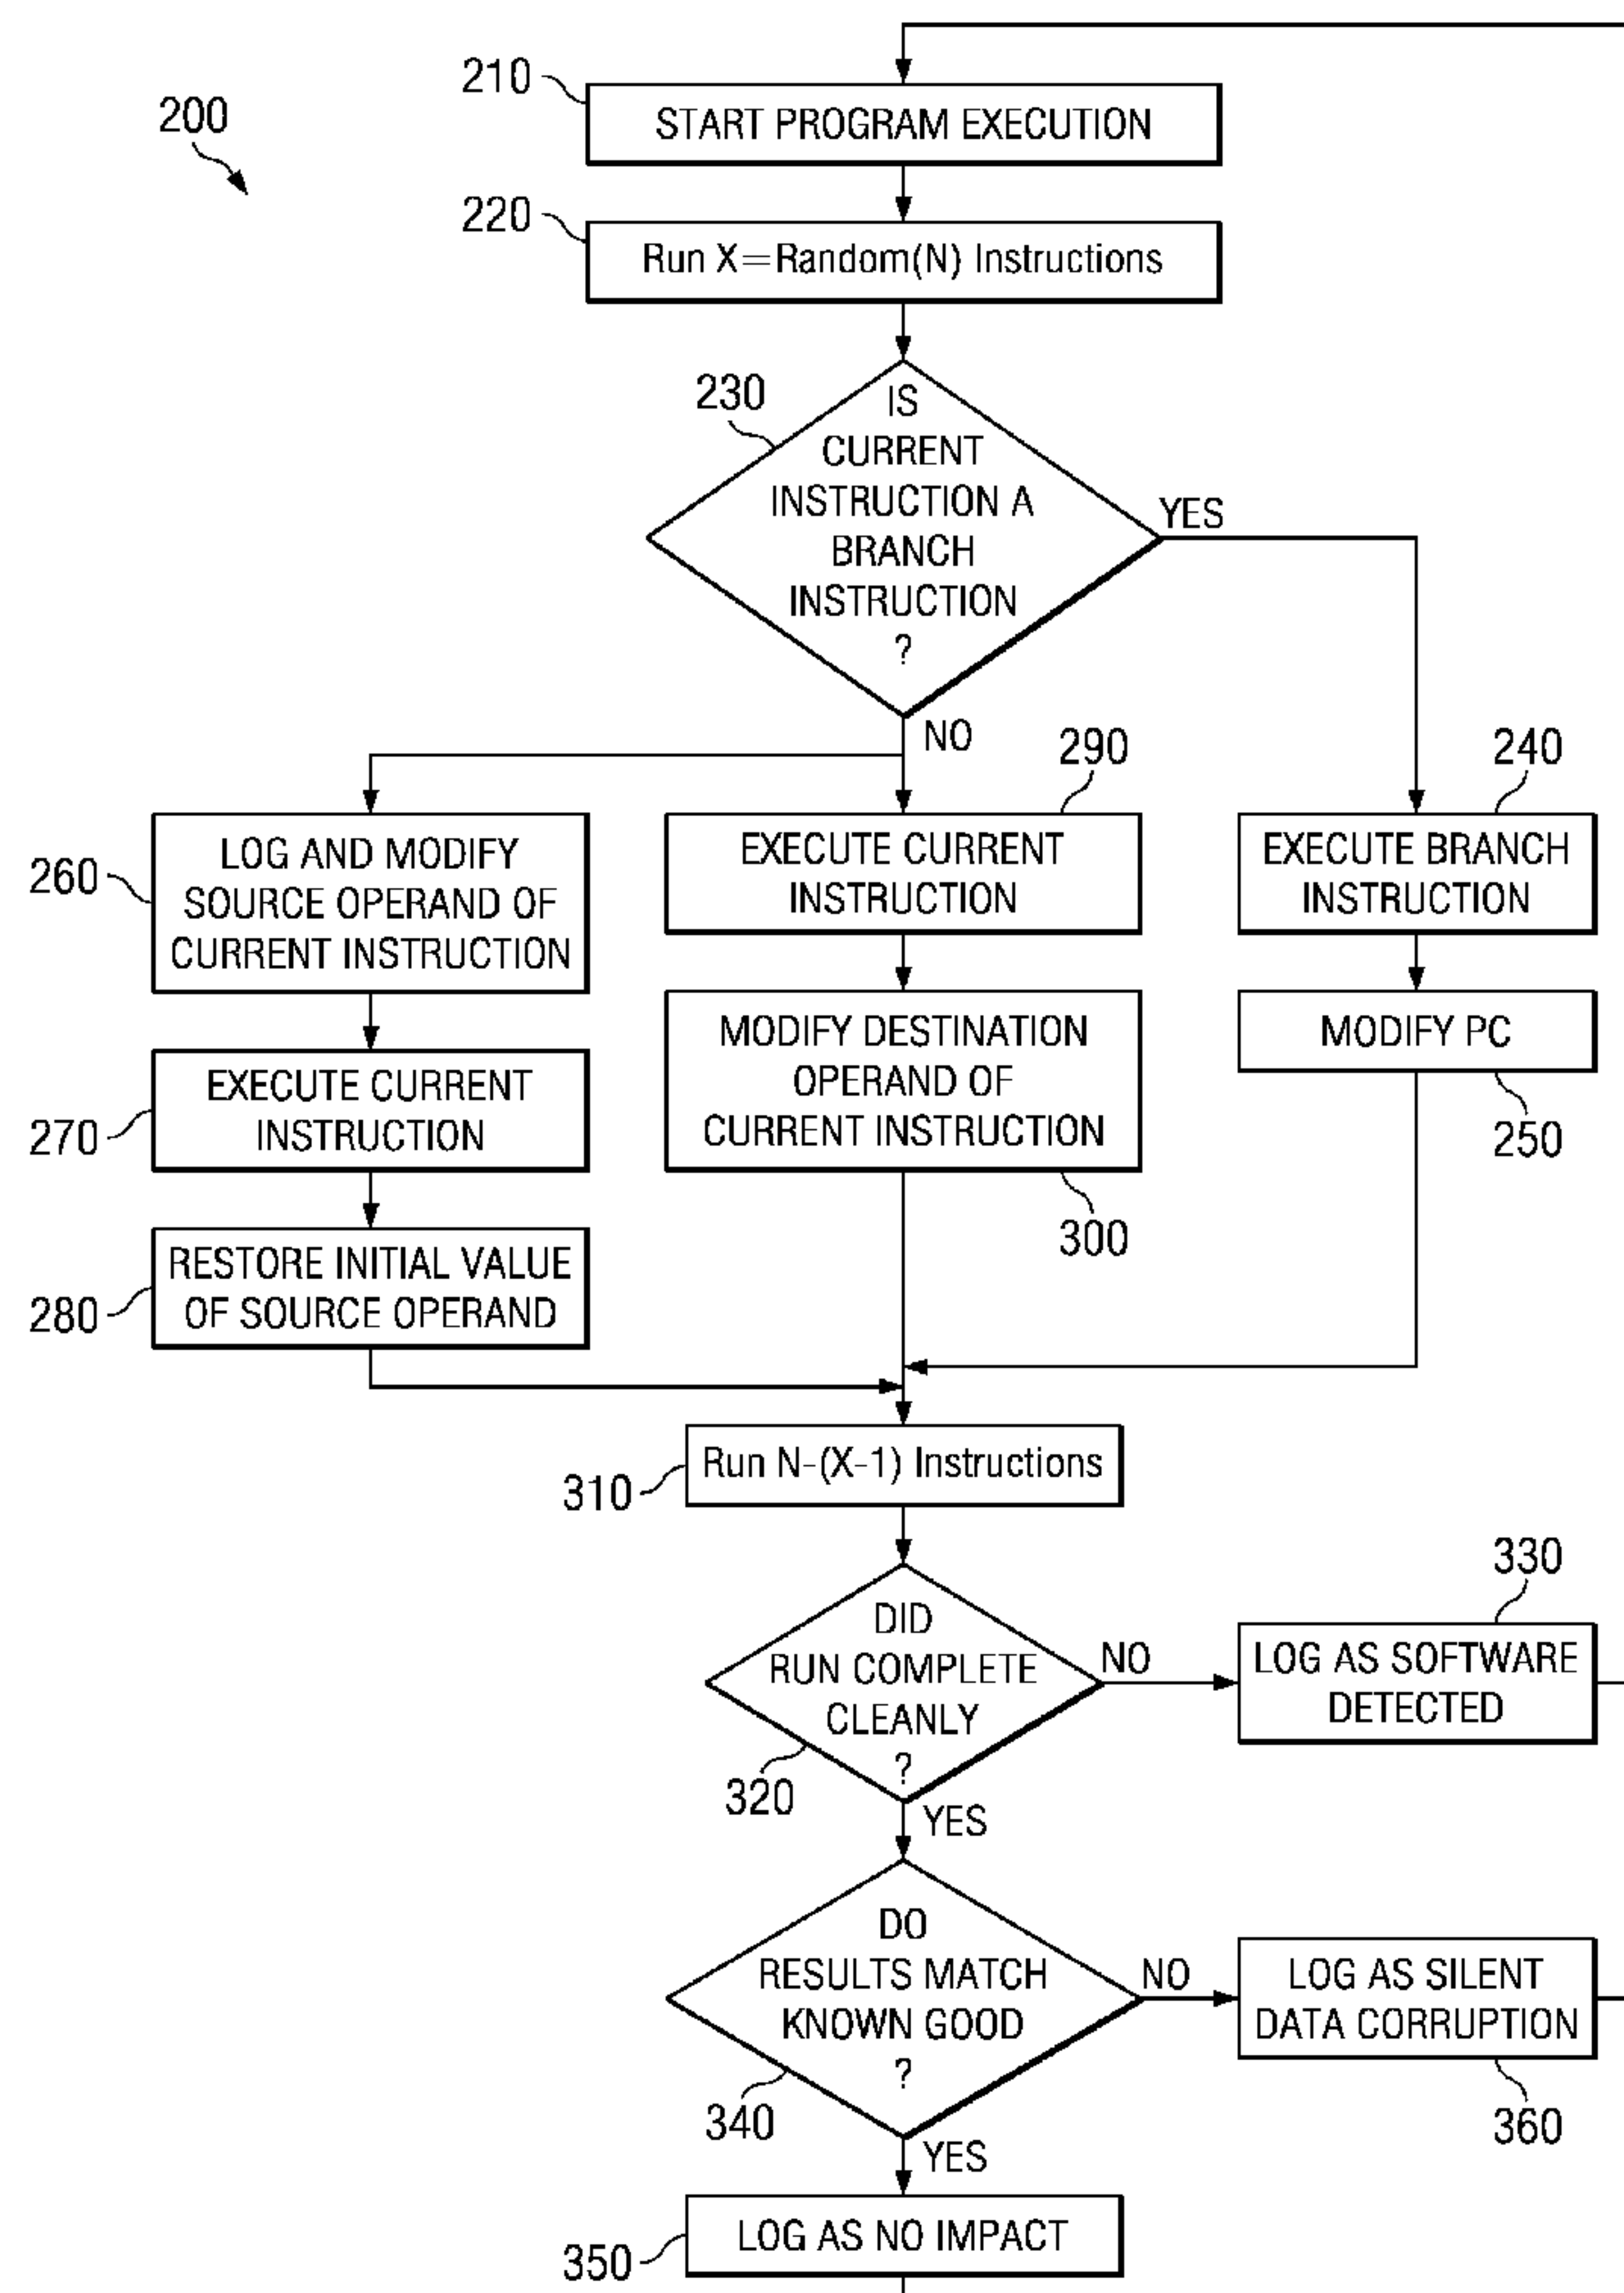 200
210
START PROGRAM EXECUTION
220
Run X=Random(N) Instructions
230
IS
CURRENT
INSTRUCTION A
BRANCH
INSTRUCTION
?
YES
NO
260
LOG AND MODIFY
SOURCE OPERAND OF
CURRENT INSTRUCTION
290
EXECUTE CURRENT
INSTRUCTION
240
EXECUTE BRANCH
INSTRUCTION
270
EXECUTE CURRENT
INSTRUCTION
MODIFY DESTINATION
OPERAND OF
CURRENT INSTRUCTION
300
MODIFY PC
250
280
RESTORE INITIAL VALUE
OF SOURCE OPERAND
310
Run N-(X-1) Instructions
DID
RUN COMPLETE
CLEANLY
?
320
NO
330
LOG AS SOFTWARE
DETECTED
YES
DO
RESULTS MATCH
KNOWN GOOD
?
340
NO
LOG AS SILENT
DATA CORRUPTION
360
YES
350
LOG AS NO IMPACT